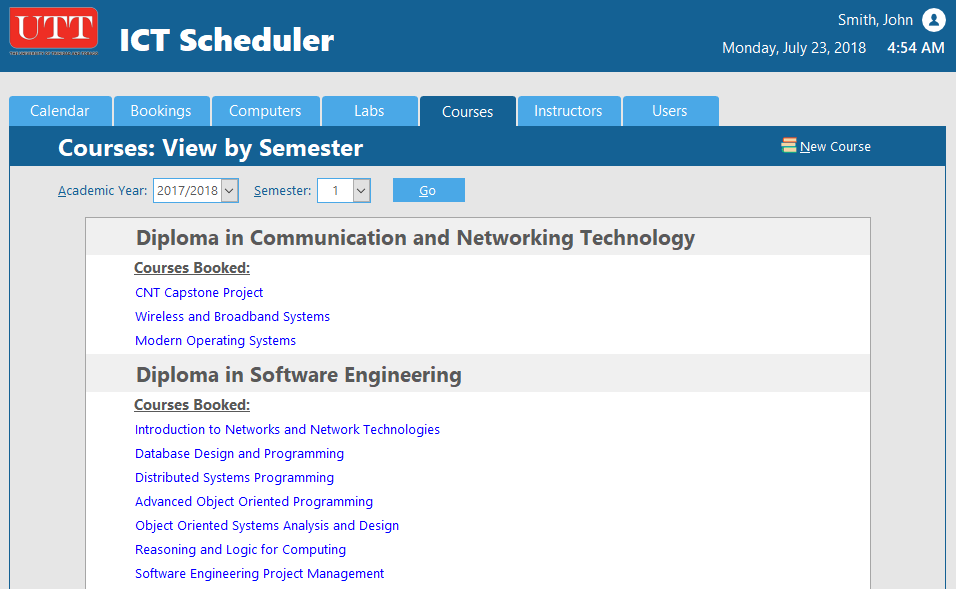 UTT
ICT Scheduler
Smith, John
Monday, July 23, 2018 4:54 AM
Calendar Bookings Computers Labs Courses Instructors Users
Courses: View by Semester
New Course
Academic Year: 2017/2018 Semester: 1 Go
Diploma in Communication and Networking Technology
Courses Booked:
CNT Capstone Project
Wireless and Broadband Systems
Modern Operating Systems
Diploma in Software Engineering
Courses Booked:
Introduction to Networks and Network Technologies
Database Design and Programming
Distributed Systems Programming
Advanced Object Oriented Programming
Object Oriented Systems Analysis and Design
Reasoning and Logic for Computing
Software Engineering Project Management